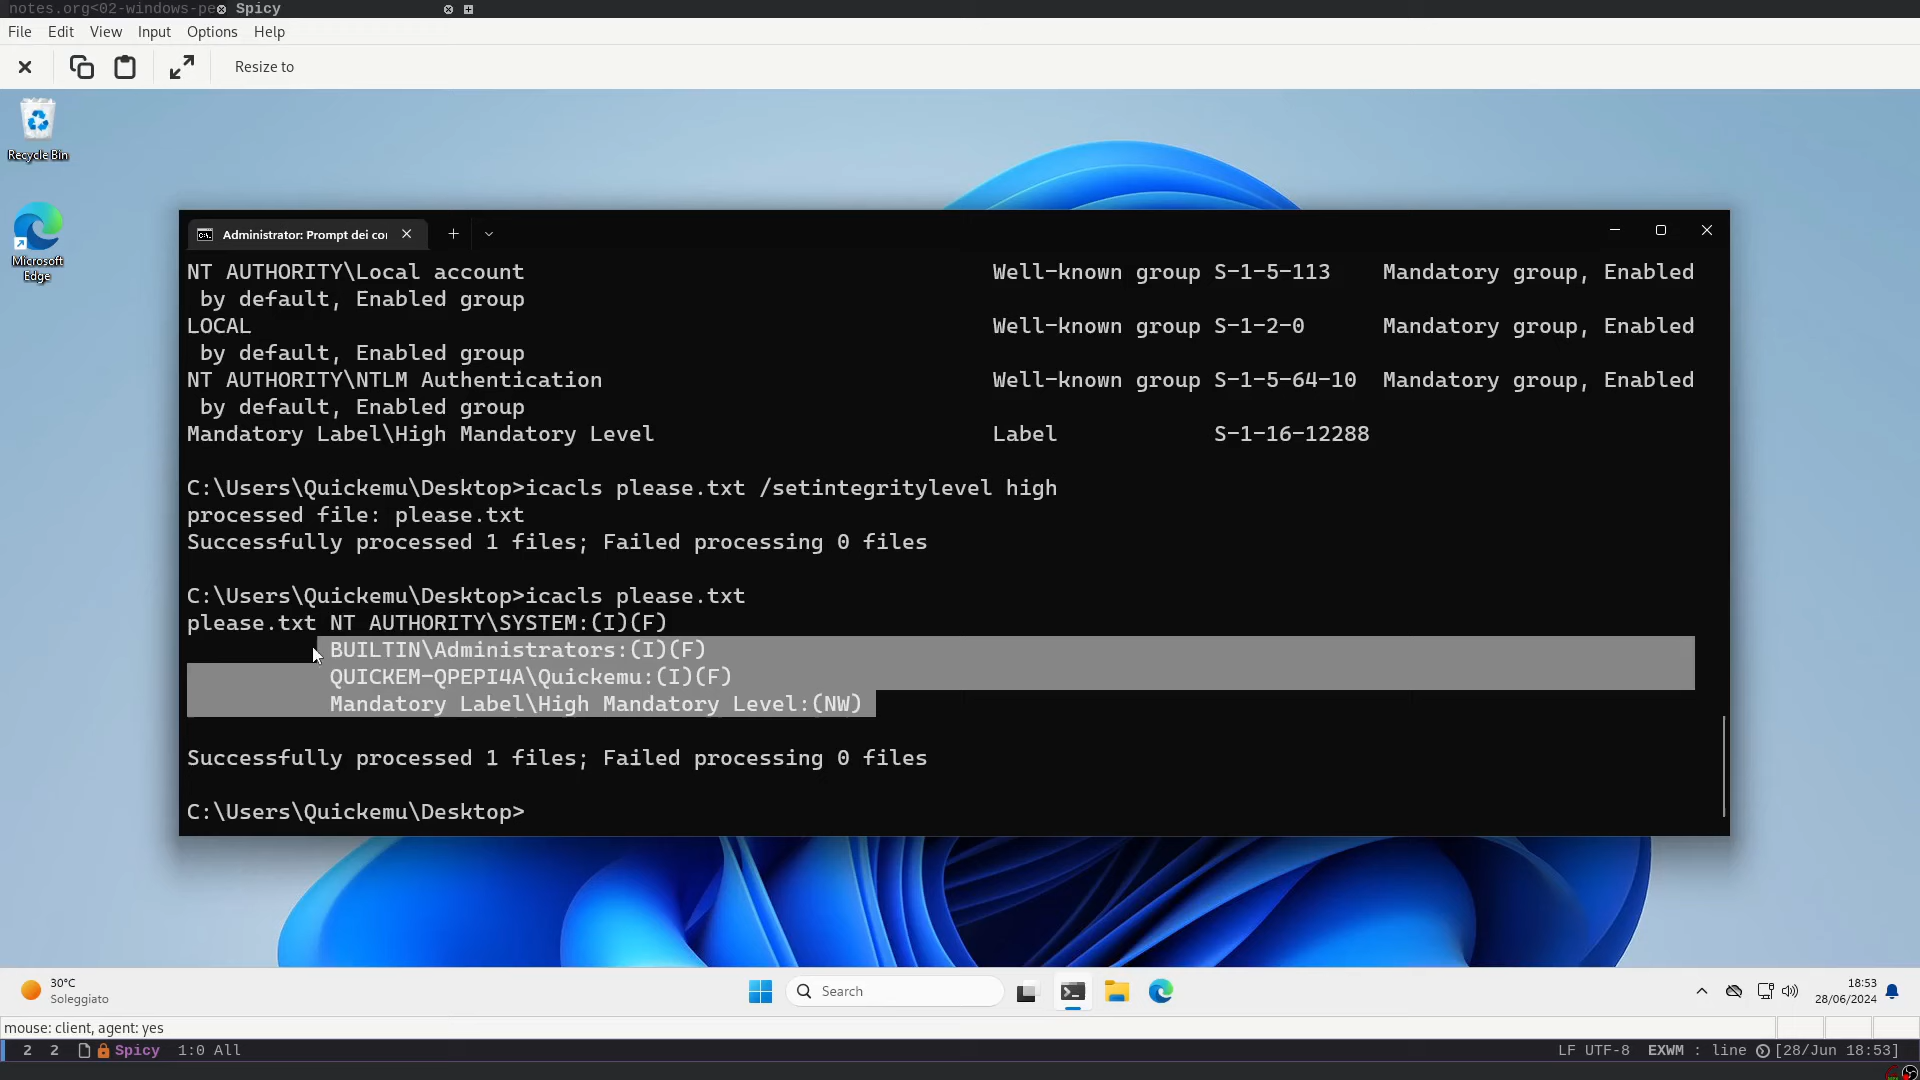 notes.org<02-windows-pe Spicy
File Edit View Input Options Help
Resize to
Recycle Bin
Microsoft
Edge
Administrator: Prompt dei co
NT AUTHORITY\Local account Well-known group S-1-5-113 Mandatory group, Enabled
by default, Enabled group
LOCAL Well-known group S-1-2-0 Mandatory group, Enabled
by default, Enabled group
NT AUTHORITY\NTLM Authentication Well-known group S-1-5-64-10 Mandatory group, Enabled
by default, Enabled group
Mandatory Label\High Mandatory Level Label S-1-16-12288
C:\Users\Quickemu\Desktop>icacls please.txt /setintegritylevel high
processed file: please.txt
Successfully processed 1 files; Failed processing 0 files
C:\Users\Quickemu\Desktop>icacls please.txt
please.txt NT AUTHORITY\SYSTEM:(I)(F)
BUILTIN\Administrators:(I)(F)
QUICKEM-QPEPI4A\Quickemu:(I)(F)
Mandatory Label\High Mandatory Level:(NW)
Successfully processed 1 files; Failed processing 0 files
C:\Users\Quickemu\Desktop>
30°C
Soleggiato
Search
18:53
28/06/2024
mouse: client, agent: yes
2 2 Spicy 1:0 All LF UTF-8 EXWM : line [28/Jun 18:53]